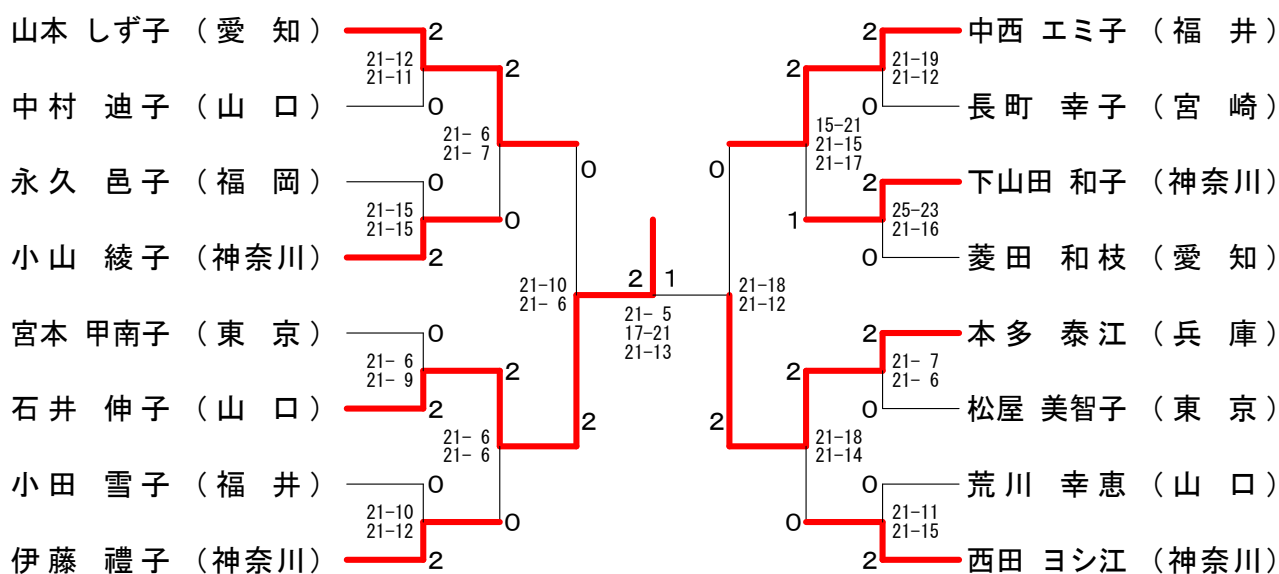 山本 しず子 (愛 知) 2 2 中西 エミ子 (福 井)
21-12 21-19
21-11 2 2 21-12
中村 迪子 (山 口) 0 0 長町 幸子 (宮 崎)
21- 6 15-21
21- 7 21-15
0 0 21-17
永久 邑子 (福 岡) 0 2 下山田 和子 (神奈川)
21-15 25-23
21-15 0 1 21-16
小山 綾子 (神奈川) 2 0 菱田 和枝 (愛 知)
21-10 2 1 21-18
21- 6 21-12
21- 5
17-21
21-13
宮本 甲南子 (東 京) 0 2 本多 泰江 (兵 庫)
21- 6 21- 7
21- 9 2 2 21- 6
石井 伸子 (山 口) 2 0 松屋 美智子 (東 京)
2 2
21- 6 21-18
21- 6 21-14
小田 雪子 (福 井) 0 0 荒川 幸恵 (山 口)
21-10 21-11
21-12 0 0 21-15
伊藤 禮子 (神奈川) 2 2 西田 ヨシ江 (神奈川)